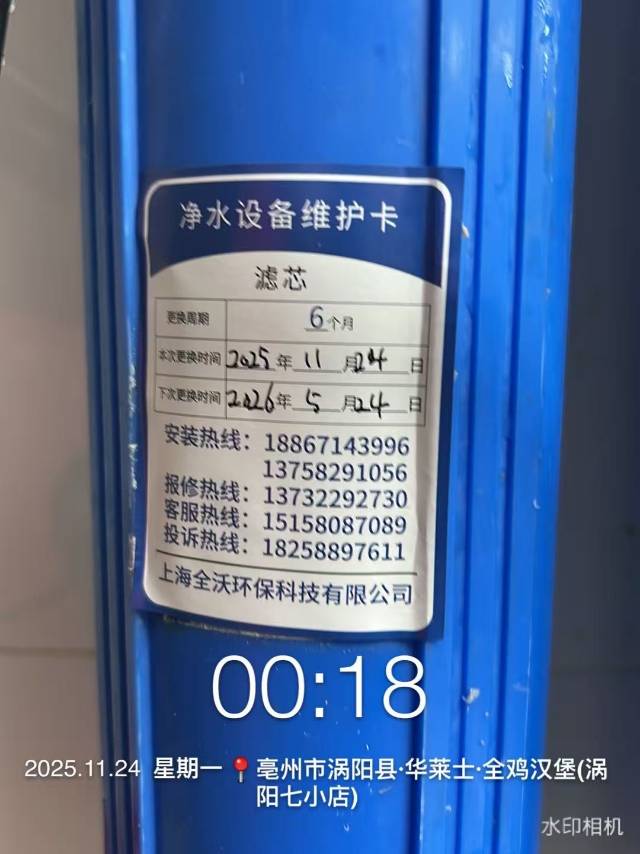 净水设备维护卡
滤芯
更换周期 6个月
本次更换时间 2025年11月24日
下次更换时间 2026年5月24日
安装热线：18867143996
13758291056
报修热线：13732292730
客服热线：15158087089
投诉热线：18258897611
上海全沃环保科技有限公司
00:18
2025.11.24 星期一 亳州市涡阳县·华莱士·全鸡汉堡(涡
阳七小店)
水印相机